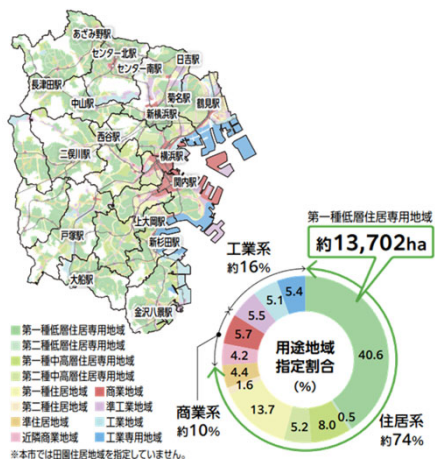 あざみ野駅
センター北駅
センター南駅
日吉駅
長津田駅
中山駅
菊名駅
鶴見駅
新横浜駅
西谷駅
二俣川駅
横浜駅
関内駅
上大岡駅
戸塚駅
新杉田駅
大船駅
金沢八景駅
第一種低層住居専用地域
約13,702ha
工業系
約16%
5.4
5.1
5.5
5.7
4.2
4.4
1.6
13.7
5.2
8.0
0.5
40.6
用途地域
指定割合
(%)
商業系
約10%
住居系
約74%
第一種低層住居専用地域
第二種低層住居専用地域
第一種中高層住居専用地域
第二種中高層住居専用地域
第一種住居地域
第二種住居地域
準住居地域
近隣商業地域
商業地域
準工業地域
工業地域
工業専用地域
※本市では田園住居地域を指定していません。